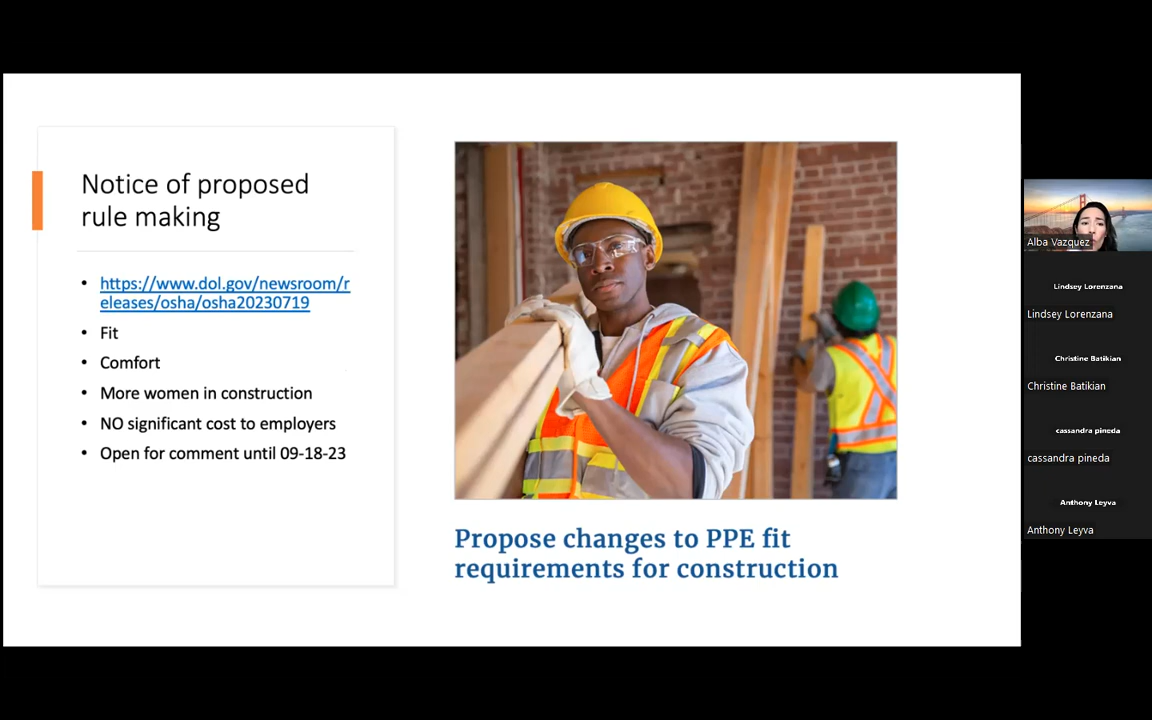 Notice of proposed
rule making
• https://www.dol.gov/newsroom/r
eleases/osha/osha20230719
• Fit
• Comfort
• More women in construction
• NO significant cost to employers
• Open for comment until 09-18-23
Propose changes to PPE fit
requirements for construction
Alba Vazquez
Lindsey Lorenzana
Lindsey Lorenzana
Christine Batikian
Christine Batikian
cassandra pineda
cassandra pineda
Anthony Leyva
Anthony Leyva